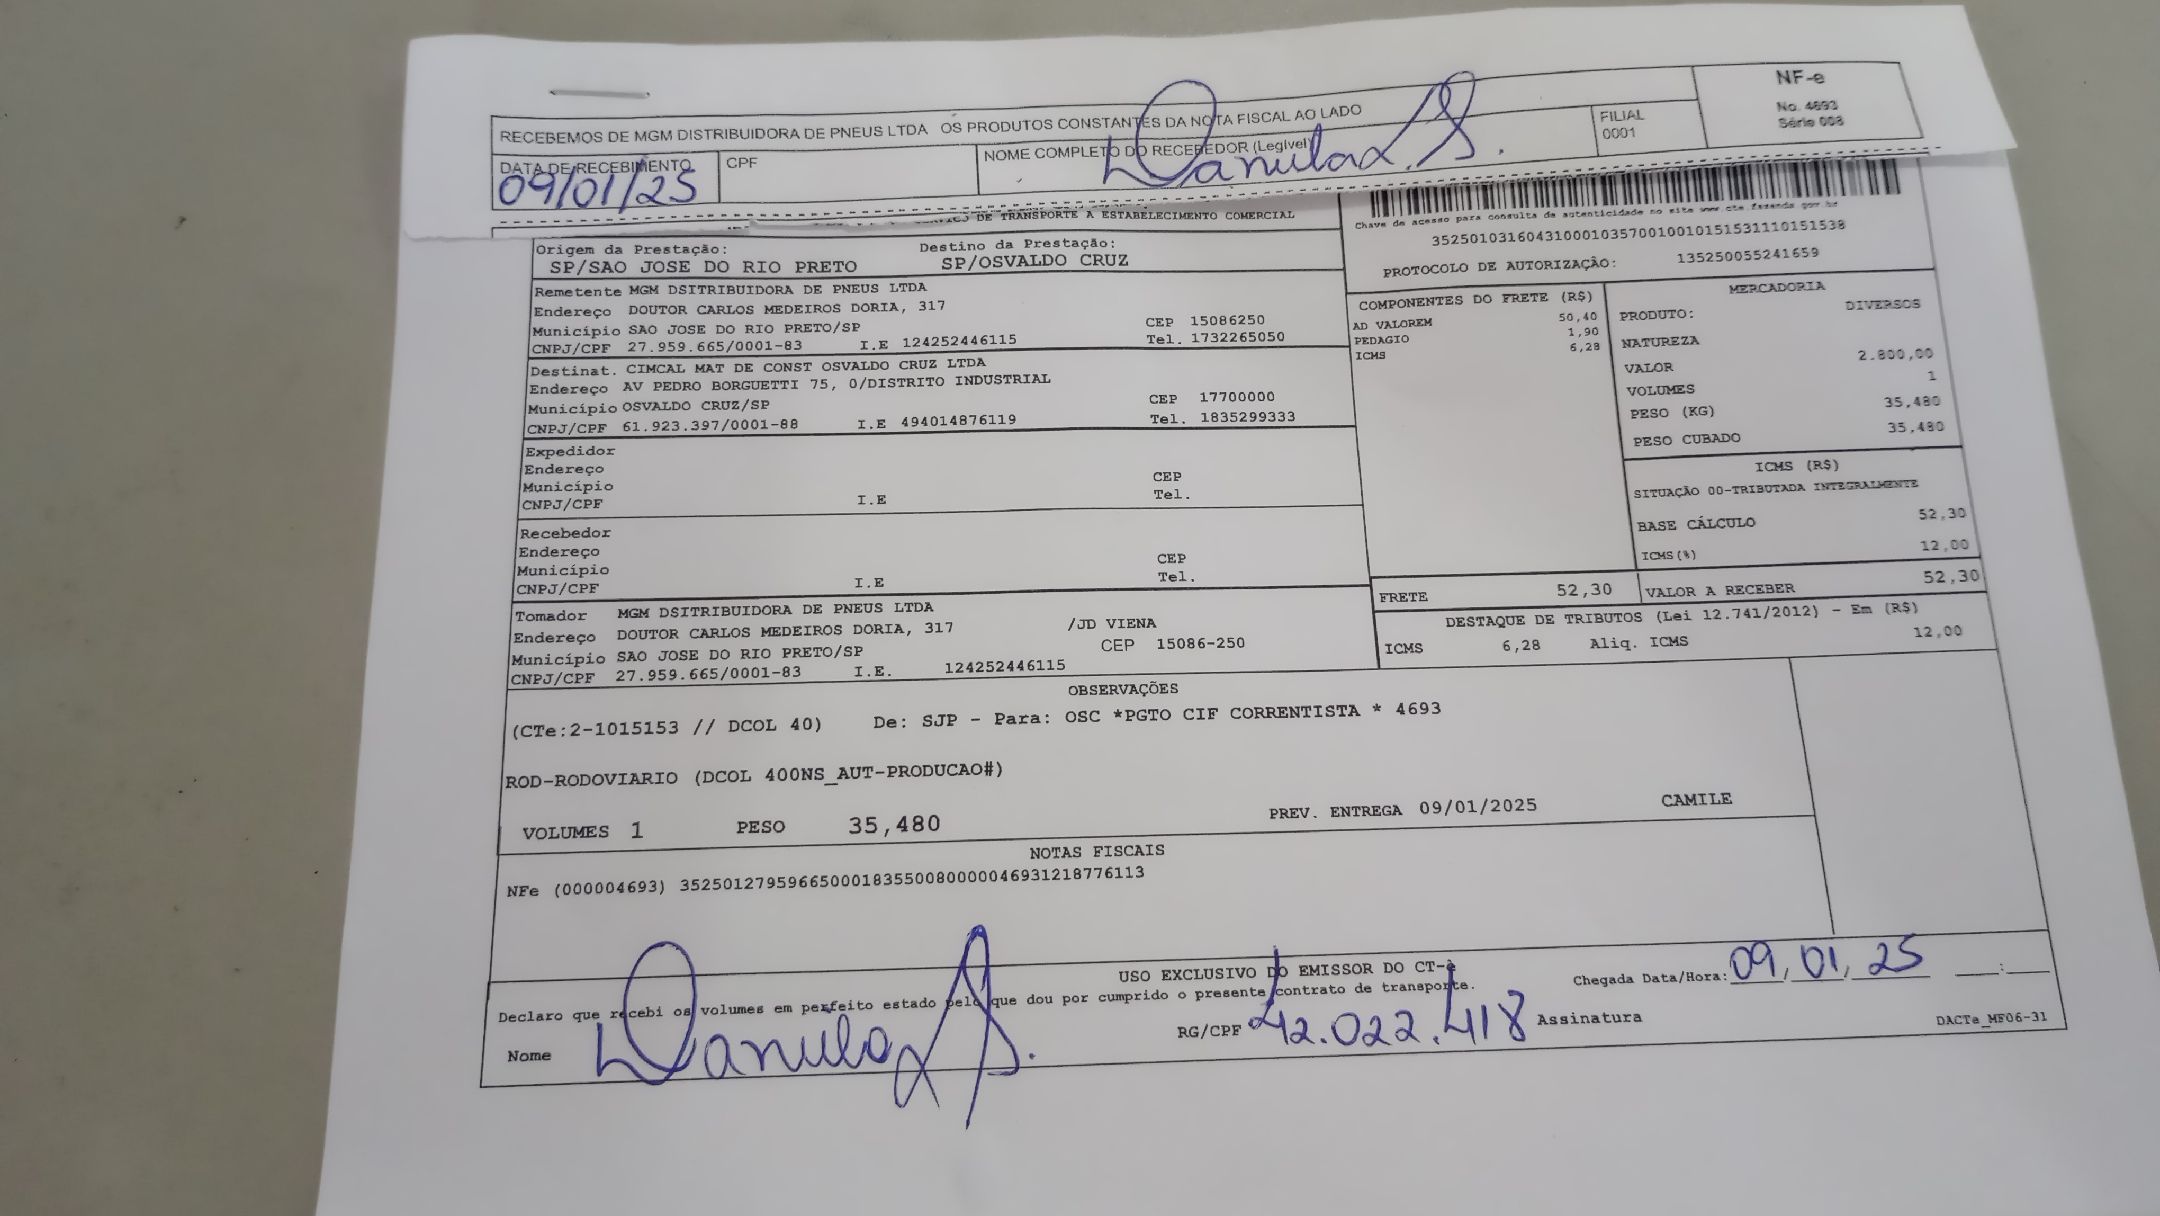 RECEBEMOS DE MGM DISTRIBUIDORA DE PNEUS LTDA OS PRODUTOS CONSTANTES DA NOTA FISCAL AO LADO
NF-e
No. 4693
Série 008
DATA DE RECEBIMENTO
09/01/25
CPF
NOME COMPLETO DO RECEBEDOR (Legível)
FILIAL
0001
DE TRANSPORTE A ESTABELECIMENTO COMERCIAL
Chave de acesso para consulta de autenticidade no site www.cte.fazenda.gov.br
35250103160431000103570010010151531110151538
PROTOCOLO DE AUTORIZAÇÃO: 135250055241659
Origem da Prestação: Destino da Prestação:
SP/SAO JOSE DO RIO PRETO SP/OSVALDO CRUZ
Remetente MGM DSITRIBUIDORA DE PNEUS LTDA
Endereço DOUTOR CARLOS MEDEIROS DORIA, 317
Município SAO JOSE DO RIO PRETO/SP CEP 15086250
CNPJ/CPF 27.959.665/0001-83 I.E 124252446115 Tel. 1732265050
Destinat. CIMCAL MAT DE CONST OSVALDO CRUZ LTDA
Endereço AV PEDRO BORGUETTI 75, 0/DISTRITO INDUSTRIAL
Município OSVALDO CRUZ/SP CEP 17700000
CNPJ/CPF 61.923.397/0001-88 I.E 494014876119 Tel. 1835299333
Expedidor
Endereço
Município CEP
CNPJ/CPF I.E Tel.
Recebedor
Endereço
Município CEP
CNPJ/CPF I.E Tel.
Tomador MGM DSITRIBUIDORA DE PNEUS LTDA
Endereço DOUTOR CARLOS MEDEIROS DORIA, 317 /JD VIENA
Município SAO JOSE DO RIO PRETO/SP CEP 15086-250
CNPJ/CPF 27.959.665/0001-83 I.E. 124252446115
COMPONENTES DO FRETE (R$)
AD VALOREM 50,40
PEDAGIO 1,90
ICMS 6,28
MERCADORIA
PRODUTO: DIVERSOS
NATUREZA
VALOR 2.800,00
VOLUMES 1
PESO (KG) 35,480
PESO CUBADO 35,480
ICMS (R$)
SITUAÇÃO 00-TRIBUTADA INTEGRALMENTE
BASE CÁLCULO 52,30
ICMS(%) 12,00
FRETE 52,30 VALOR A RECEBER 52,30
DESTAQUE DE TRIBUTOS (Lei 12.741/2012) - Em (R$)
ICMS 6,28 Aliq. ICMS 12,00
OBSERVAÇÕES
(CTe:2-1015153 // DCOL 40) De: SJP - Para: OSC *PGTO CIF CORRENTISTA * 4693
ROD-RODOVIARIO (DCOL 400NS_AUT-PRODUCAO#)
VOLUMES 1 PESO 35,480 PREV. ENTREGA 09/01/2025 CAMILE
NOTAS FISCAIS
NFe (000004693) 35250127959665000183550080000046931218776113
USO EXCLUSIVO DO EMISSOR DO CT-e
Chegada Data/Hora: 09/01/25 __:__
Declaro que recebi os volumes em perfeito estado pelo que dou por cumprido o presente contrato de transporte.
Nome RG/CPF 42.022.418 Assinatura
DACTe_MF06-31